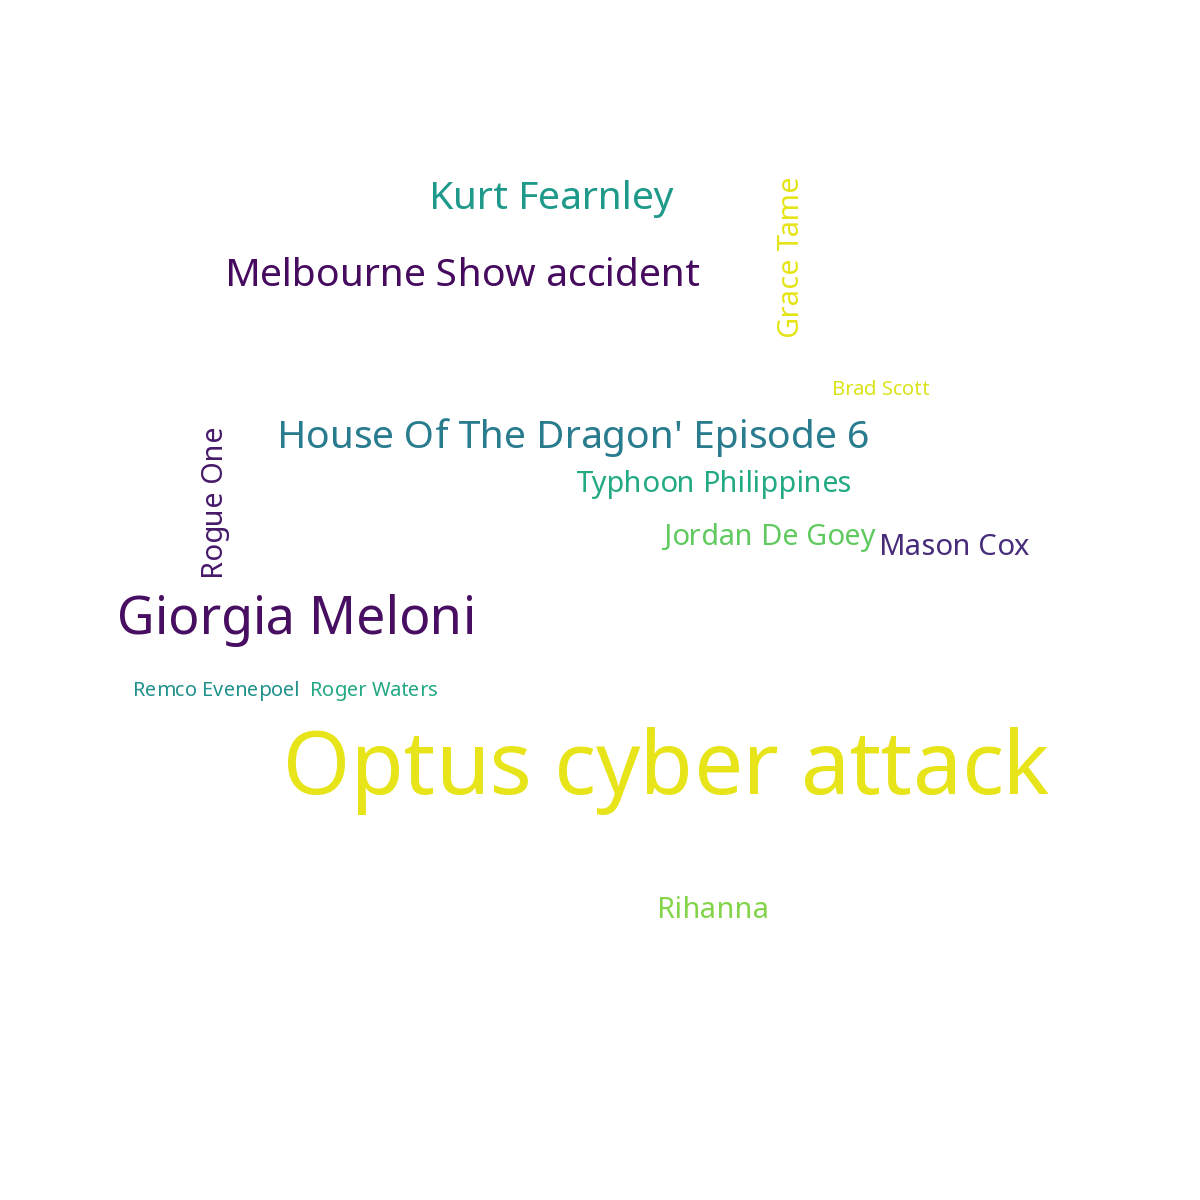 Kurt Fearnley
Grace Tame
Melbourne Show accident
Brad Scott
House Of The Dragon' Episode 6
Rogue One
Typhoon Philippines
Jordan De Goey
Mason Cox
Giorgia Meloni
Remco Evenepoel
Roger Waters
Optus cyber attack
Rihanna